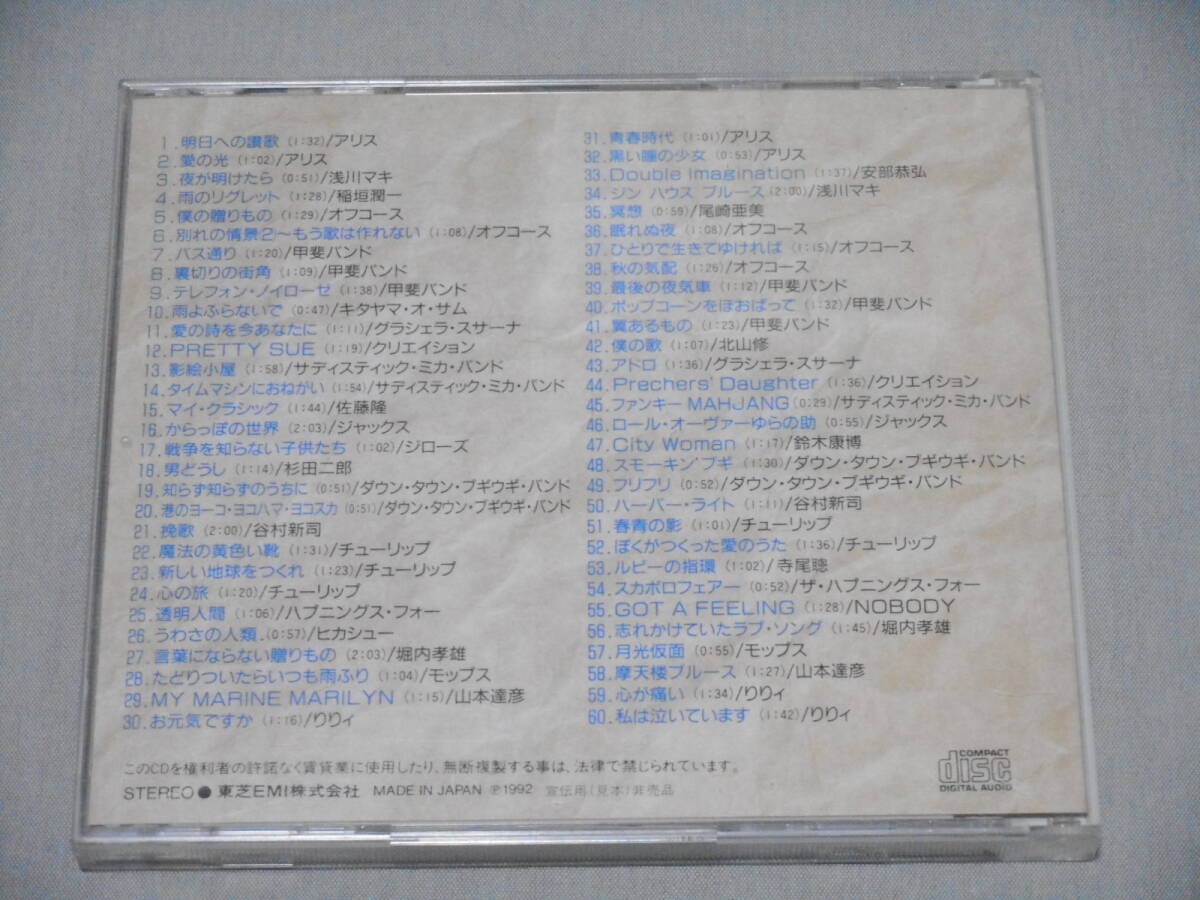 1.明日への讃歌 (1:32)/アリス
2.愛の光 (1:02)/アリス
3.夜が明けたら (0:51)/浅川マキ
4.雨のリグレット (1:28)/稲垣潤一
5.僕の贈りもの (1:29)/オフコース
6.別れの情景②～もう歌は作れない (1:08)/オフコース
7.バス通り (1:20)/甲斐バンド
8.裏切りの街角 (1:09)/甲斐バンド
9.テレフォン・ノイローゼ (1:38)/甲斐バンド
10.雨よふらないで (0:47)/キタヤマ・オ・サム
11.愛の詩を今あなたに (1:11)/グラシェラ・スサーナ
12.PRETTY SUE (1:19)/クリエイション
13.影絵小屋 (1:58)/サディスティック・ミカ・バンド
14.タイムマシンにおねがい (1:54)/サディスティック・ミカ・バンド
15.マイ・クラシック (1:44)/佐藤隆
16.からっぽの世界 (2:03)/ジャックス
17.戦争を知らない子供たち (1:02)/ジローズ
18.男どうし (1:14)/杉田二郎
19.知らず知らずのうちに (0:51)/ダウン・タウン・ブギウギ・バンド
20.港のヨーコ・ヨコハマ・ヨコスカ (0:51)/ダウン・タウン・ブギウギ・バンド
21.挽歌 (2:00)/谷村新司
22.魔法の黄色い靴 (1:31)/チューリップ
23.新しい地球をつくれ (1:23)/チューリップ
24.心の旅 (1:20)/チューリップ
25.透明人間 (1:06)/ハプニングス・フォー
26.うわさの人類.(0:57)/ヒカシュー
27.言葉にならない贈りもの (2:03)/堀内孝雄
28.たどりついたらいつも雨ふり (1:04)/モップス
29.MY MARINE MARILYN (1:15)/山本達彦
30.お元気ですか (1:16)/りりィ
31.青春時代 (1:01)/アリス
32.黒い瞳の少女 (0:53)/アリス
33.Double Imagination (1:37)/安部恭弘
34.ジン ハウス ブルース (2:00)/浅川マキ
35.冥想 (0:59)/尾崎亜美
36.眠れぬ夜 (1:08)/オフコース
37.ひとりで生きてゆければ (1:15)/オフコース
38.秋の気配 (1:26)/オフコース
39.最後の夜気車 (1:12)/甲斐バンド
40.ポップコーンをほおばって (1:32)/甲斐バンド
41.翼あるもの (1:23)/甲斐バンド
42.僕の歌 (1:07)/北山修
43.アドロ (1:36)/グラシェラ・スサーナ
44.Prechers' Daughter (1:36)/クリエイション
45.ファンキー MAHJANG (0:29)/サディスティック・ミカ・バンド
46.ロール・オーヴァーゆらの助 (0:55)/ジャックス
47.City Woman (1:17)/鈴木康博
48.スモーキン'ブギ (1:30)/ダウン・タウン・ブギウギ・バンド
49.フリフリ (0:52)/ダウン・タウン・ブギウギ・バンド
50.ハーバー・ライト (1:11)/谷村新司
51.春青の影 (1:01)/チューリップ
52.ぼくがつくった愛のうた (1:36)/チューリップ
53.ルビーの指環 (1:02)/寺尾聰
54.スカボロフェアー (0:52)/ザ・ハプニングス・フォー
55.GOT A FEELING (1:28)/NOBODY
56.志れかけていたラブ・ソング (1:45)/堀内孝雄
57.月光仮面 (0:55)/モップス
58.摩天楼ブルース (1:27)/山本達彦
59.心が痛い (1:34)/りりィ
60.私は泣いています (1:42)/りりィ
このCDを権利者の許諾なく賃貸業に使用したり、無断複製する事は、法律で禁じられています。
STEREO● 東芝EMI株式会社 MADE IN JAPAN ℗1992 宣伝用(見本)非売品
COMPACT
disc
DIGITAL AUDIO